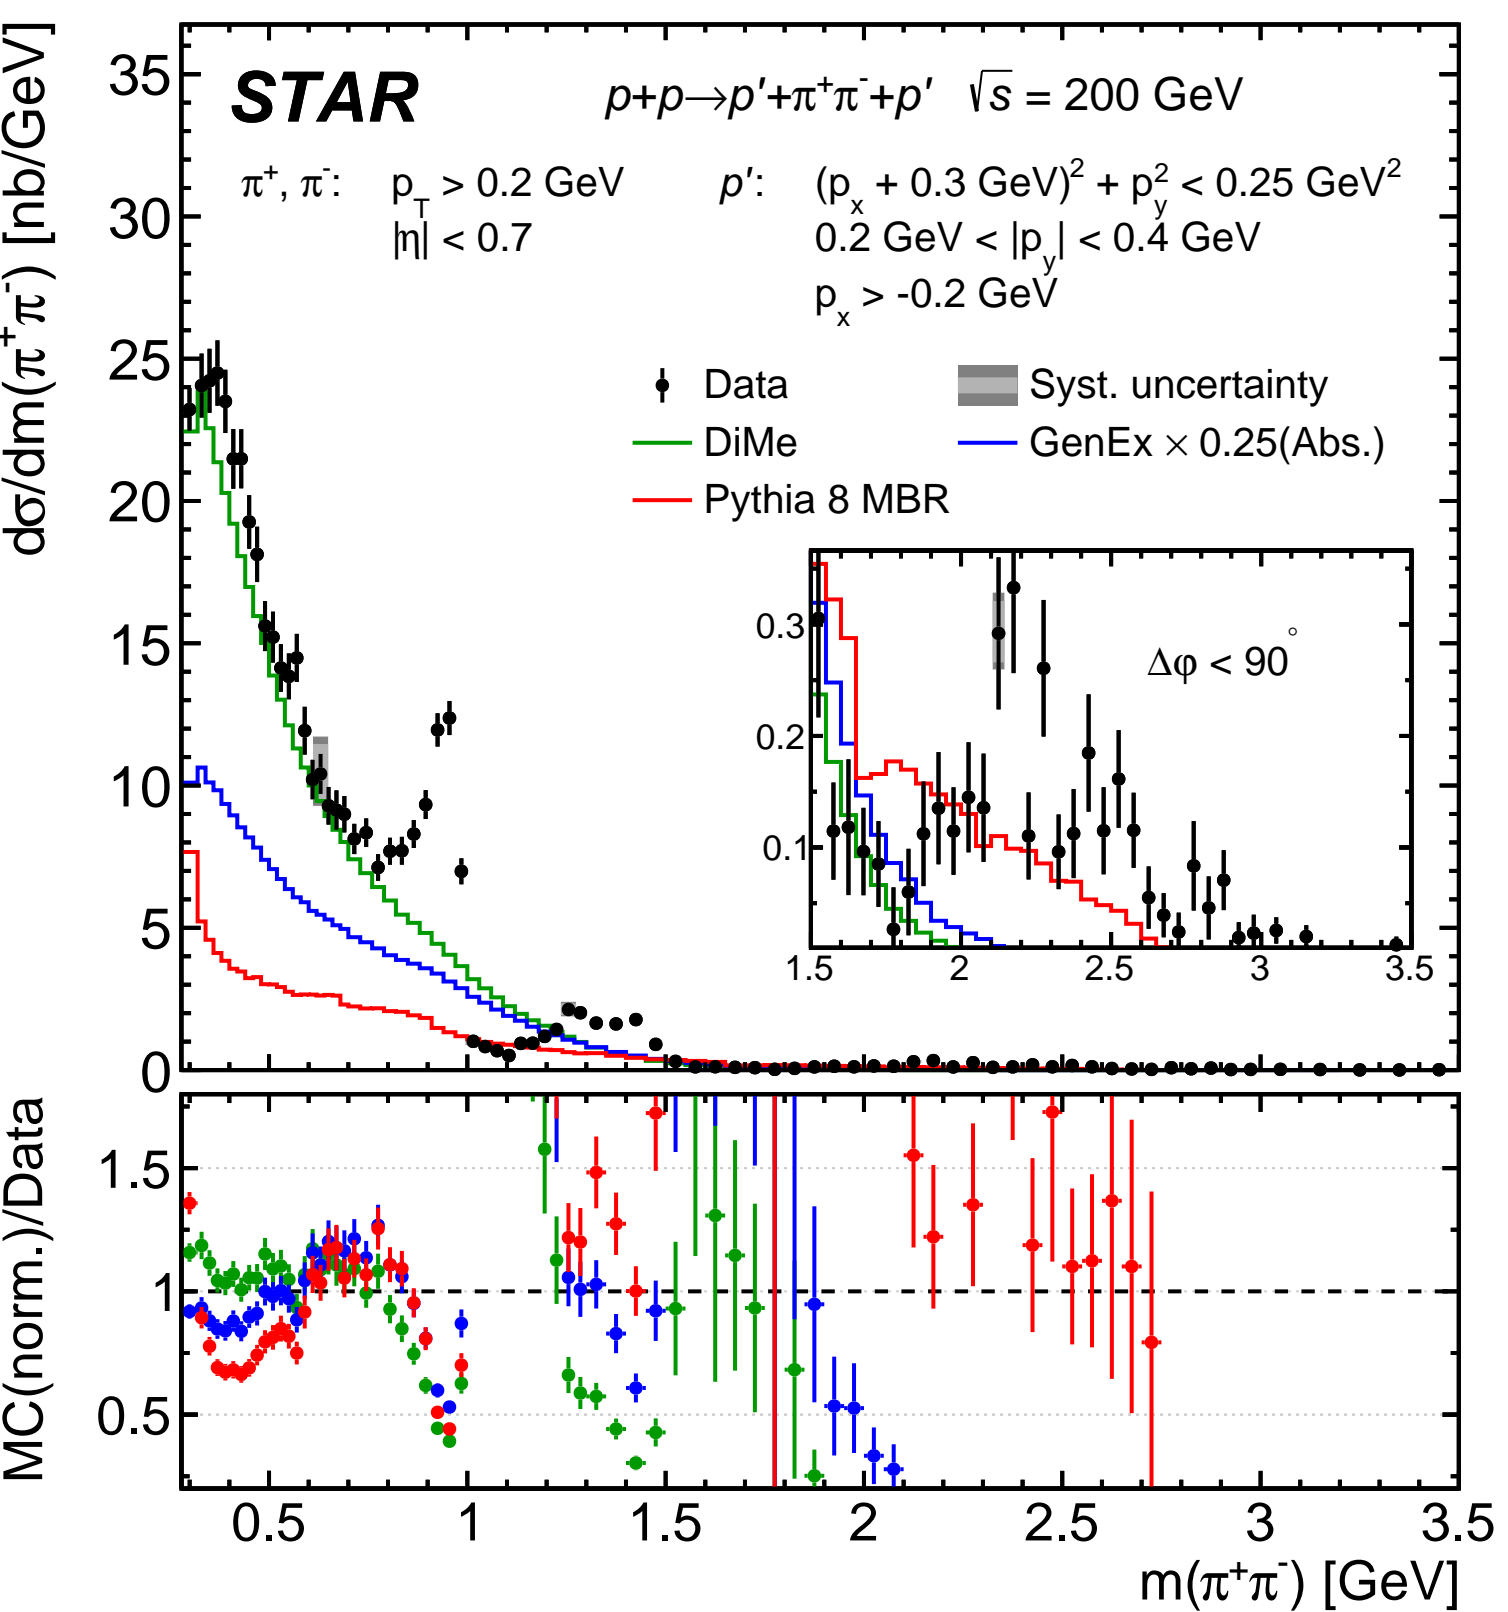 STAR p+p→p′+π⁺π⁻+p′ √s = 200 GeV
π⁺, π⁻: p_T > 0.2 GeV p′: (p_x + 0.3 GeV)² + p_y² < 0.25 GeV²
|η| < 0.7 0.2 GeV < |p_y| < 0.4 GeV
p_x > -0.2 GeV
Data Syst. uncertainty
DiMe GenEx × 0.25(Abs.)
Pythia 8 MBR
dσ/dm(π⁺π⁻) [nb/GeV]
35
30
25
20
15
10
5
0
Δφ < 90°
0.3
0.2
0.1
1.5 2 2.5 3 3.5
MC(norm.)/Data
1.5
1
0.5
0.5 1 1.5 2 2.5 3 3.5
m(π⁺π⁻) [GeV]